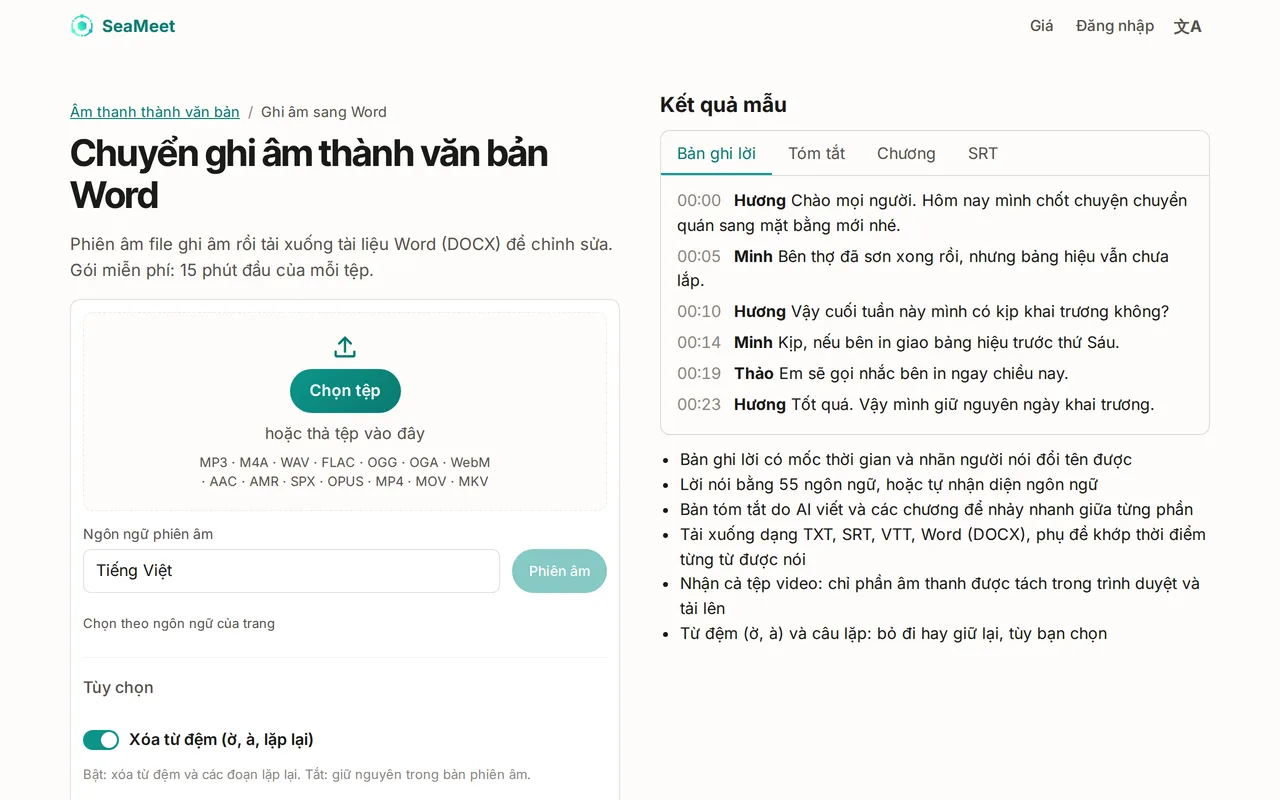 SeaMeet
Giá
Đăng nhập
文A
Âm thanh thành văn bản / Ghi âm sang Word
Chuyển ghi âm thành văn bản
Word
Phiên âm file ghi âm rồi tải xuống tài liệu Word (DOCX) để chỉnh sửa.
Gói miễn phí: 15 phút đầu của mỗi tệp.
Chọn tệp
hoặc thả tệp vào đây
MP3 · M4A · WAV · FLAC · OGG · OGA · WebM
· AAC · AMR · SPX · OPUS · MP4 · MOV · MKV
Ngôn ngữ phiên âm
Tiếng Việt
Phiên âm
Chọn theo ngôn ngữ của trang
Tùy chọn
Xóa từ đệm (ờ, à, lặp lại)
Bật: xóa từ đệm và các đoạn lặp lại. Tắt: giữ nguyên trong bản phiên âm.
Kết quả mẫu
Bản ghi lời
Tóm tắt
Chương
SRT
00:00 Hương Chào mọi người. Hôm nay mình chốt chuyện chuyển
quán sang mặt bằng mới nhé.
00:05 Minh Bên thợ đã sơn xong rồi, nhưng bảng hiệu vẫn chưa
lắp.
00:10 Hương Vậy cuối tuần này mình có kịp khai trương không?
00:14 Minh Kịp, nếu bên in giao bảng hiệu trước thứ Sáu.
00:19 Thảo Em sẽ gọi nhắc bên in ngay chiều nay.
00:23 Hương Tốt quá. Vậy mình giữ nguyên ngày khai trương.
• Bản ghi lời có mốc thời gian và nhãn người nói đổi tên được
• Lời nói bằng 55 ngôn ngữ, hoặc tự nhận diện ngôn ngữ
• Bản tóm tắt do AI viết và các chương để nhảy nhanh giữa từng phần
• Tải xuống dạng TXT, SRT, VTT, Word (DOCX), phụ đề khớp thời điểm
từng từ được nói
• Nhận cả tệp video: chỉ phần âm thanh được tách trong trình duyệt và
tải lên
• Từ đệm (ờ, à) và câu lặp: bỏ đi hay giữ lại, tùy bạn chọn